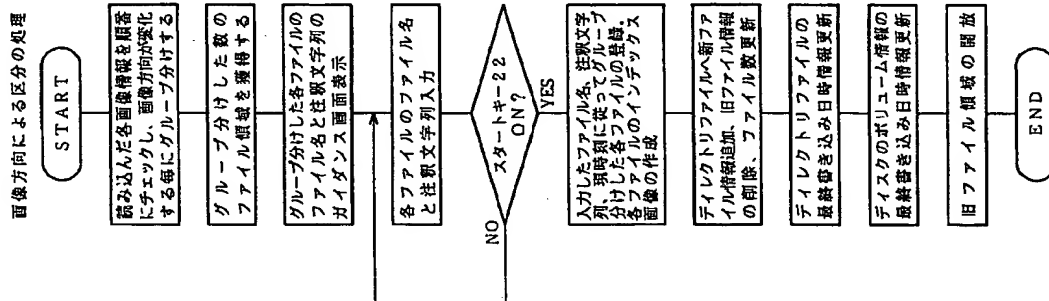 画像方向による区分の処理
START
読み込んだ各画像情報を順番
にチェックし、画像方向が変化
する毎にグループ分けする
グループ分けした数の
ファイル領域を獲得する
グループ分けした各ファイルの
ファイル名と注釈文字列の
ガイダンス画面表示
各ファイルのファイル名
と注釈文字列入力
スタートキー22
ON?
NO
YES
入力したファイル名、注釈文字
列、現時刻に従ってグループ
分けした各ファイルの登録。
各ファイルのインデックス
画像の作成
ディレクトリファイルへ新ファ
イル情報追加、旧ファイル情報
の削除、ファイル数更新
ディレクトリファイルの
最終書き込み日時情報更新
ディスクのボリューム情報の
最終書き込み日時情報更新
旧ファイル領域の開放
END